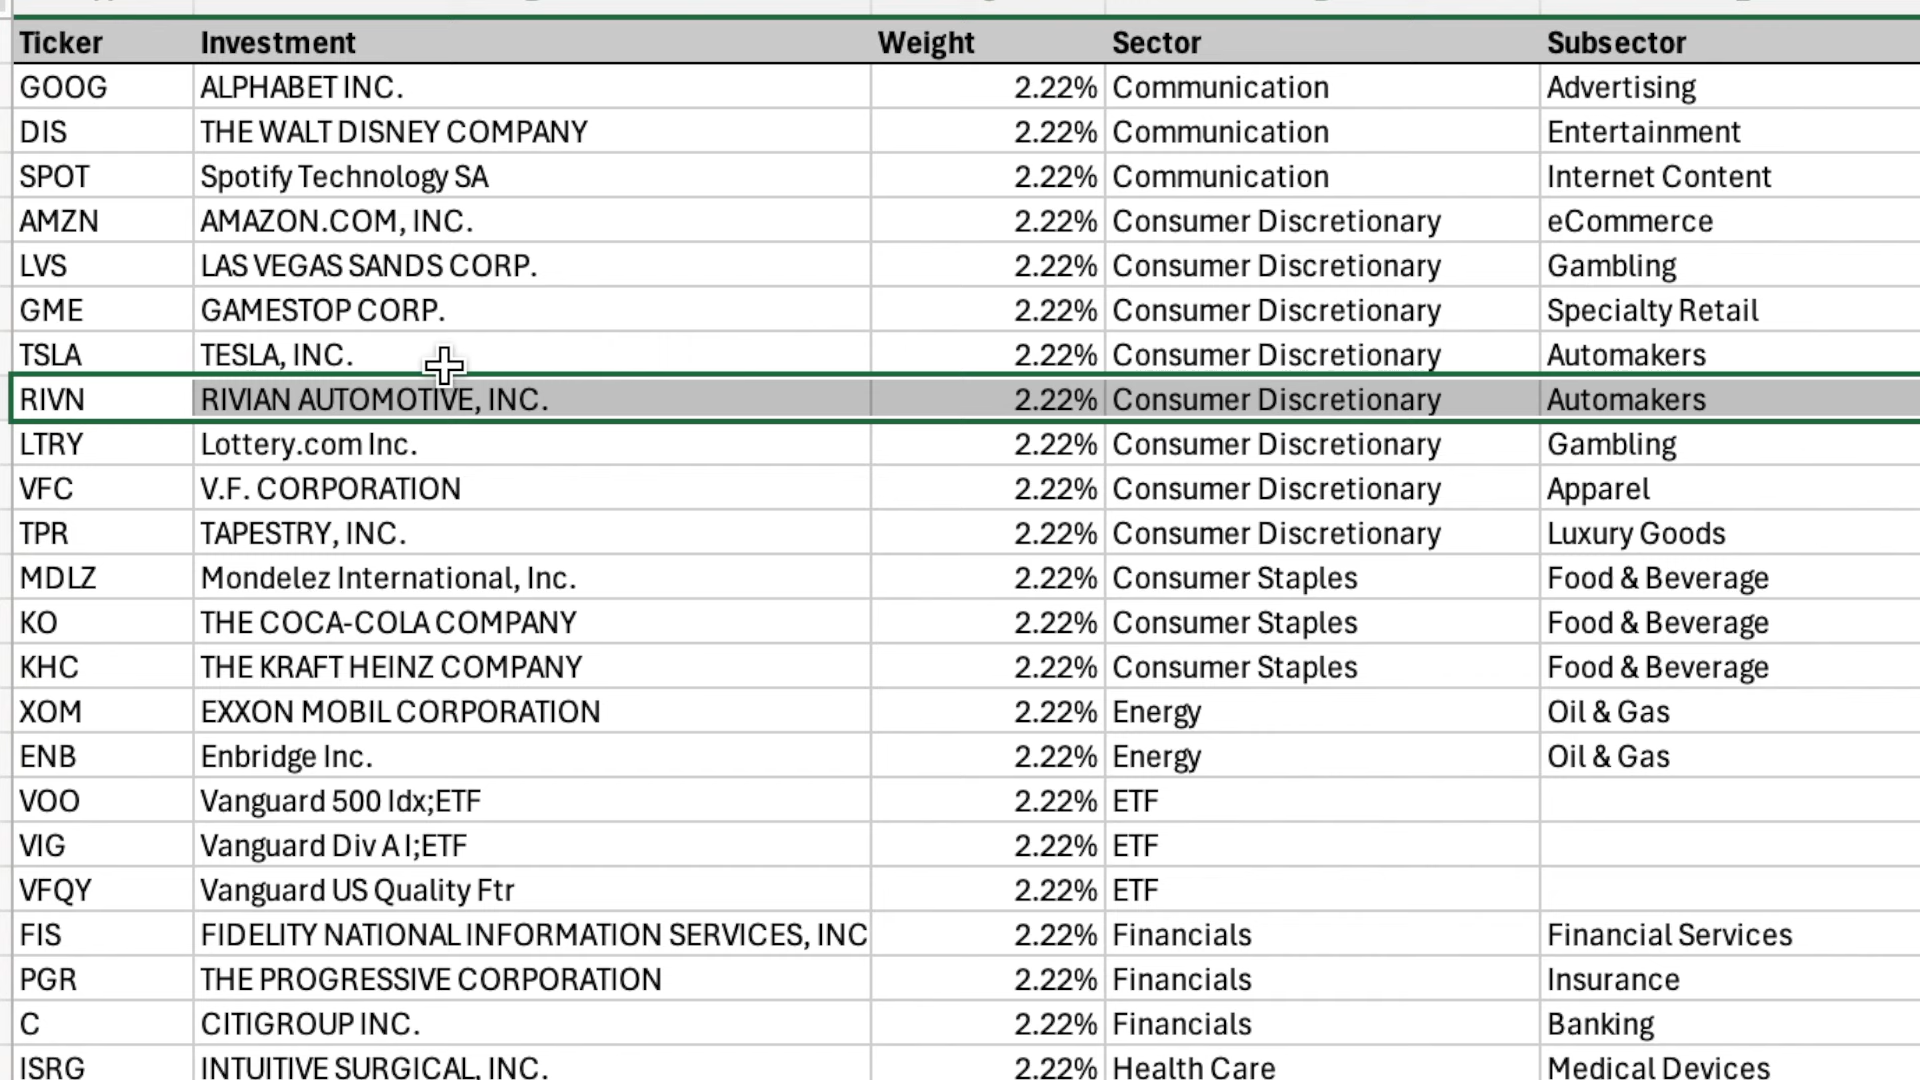 Ticker Investment Weight Sector Subsector
GOOG ALPHABET INC. 2.22% Communication Advertising
DIS THE WALT DISNEY COMPANY 2.22% Communication Entertainment
SPOT Spotify Technology SA 2.22% Communication Internet Content
AMZN AMAZON.COM, INC. 2.22% Consumer Discretionary eCommerce
LVS LAS VEGAS SANDS CORP. 2.22% Consumer Discretionary Gambling
GME GAMESTOP CORP. 2.22% Consumer Discretionary Specialty Retail
TSLA TESLA, INC. 2.22% Consumer Discretionary Automakers
RIVN RIVIAN AUTOMOTIVE, INC. 2.22% Consumer Discretionary Automakers
LTRY Lottery.com Inc. 2.22% Consumer Discretionary Gambling
VFC V.F. CORPORATION 2.22% Consumer Discretionary Apparel
TPR TAPESTRY, INC. 2.22% Consumer Discretionary Luxury Goods
MDLZ Mondelez International, Inc. 2.22% Consumer Staples Food & Beverage
KO THE COCA-COLA COMPANY 2.22% Consumer Staples Food & Beverage
KHC THE KRAFT HEINZ COMPANY 2.22% Consumer Staples Food & Beverage
XOM EXXON MOBIL CORPORATION 2.22% Energy Oil & Gas
ENB Enbridge Inc. 2.22% Energy Oil & Gas
VOO Vanguard 500 Idx;ETF 2.22% ETF
VIG Vanguard Div A I;ETF 2.22% ETF
VFQY Vanguard US Quality Ftr 2.22% ETF
FIS FIDELITY NATIONAL INFORMATION SERVICES, INC 2.22% Financials Financial Services
PGR THE PROGRESSIVE CORPORATION 2.22% Financials Insurance
C CITIGROUP INC. 2.22% Financials Banking
ISRG INTUITIVE SURGICAL, INC. 2.22% Health Care Medical Devices